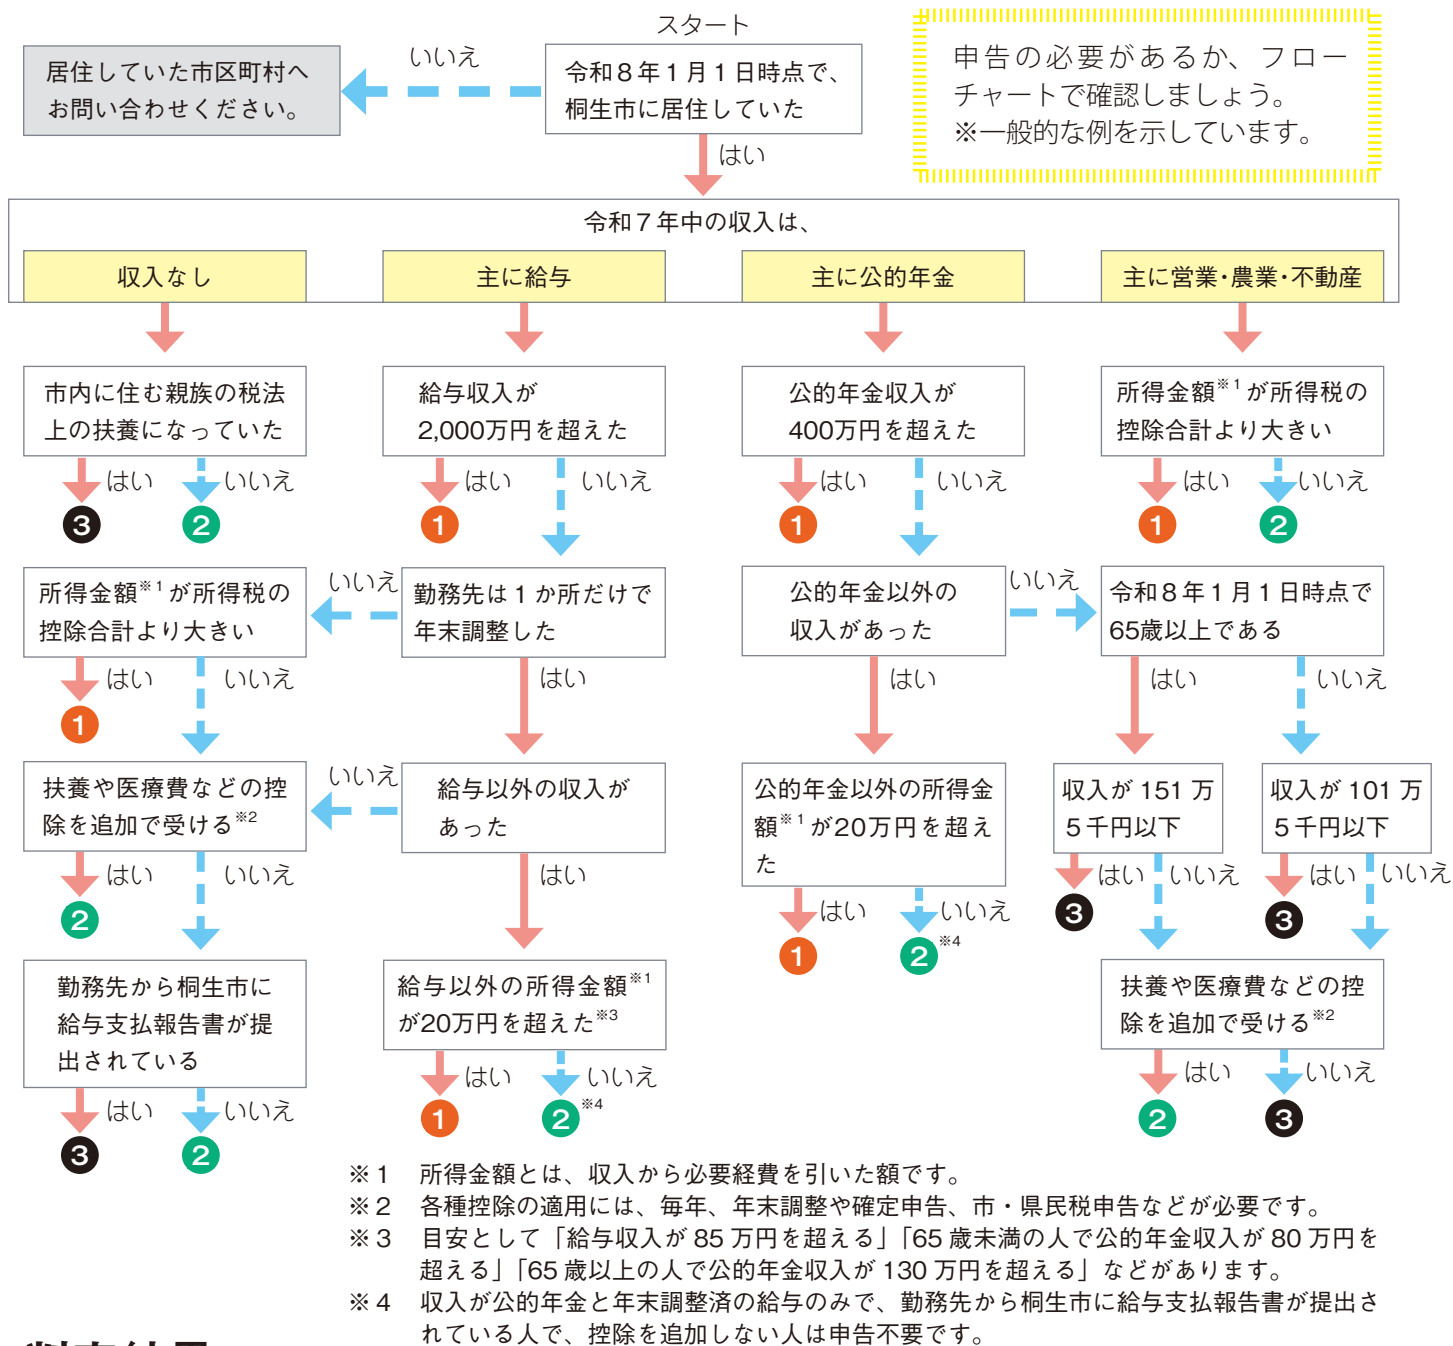 スタート
申告の必要があるか、フロー
チャートで確認しましょう。
※一般的な例を示しています。
令和8年1月1日時点で、
桐生市に居住していた
いいえ
居住していた市区町村へ
お問い合わせください。
はい
令和7年中の収入は、
収入なし
主に給与
主に公的年金
主に営業・農業・不動産
市内に住む親族の税法
上の扶養になっていた
はい
いいえ
3
2
給与収入が
2,000万円を超えた
はい
いいえ
1
公的年金収入が
400万円を超えた
はい
いいえ
1
所得金額※1が所得税の
控除合計より大きい
はい
いいえ
1
2
所得金額※1が所得税の
控除合計より大きい
はい
いいえ
1
いいえ
勤務先は1か所だけで
年末調整した
はい
公的年金以外の
収入があった
いいえ
はい
令和8年1月1日時点で
65歳以上である
はい
いいえ
扶養や医療費などの控
除を追加で受ける※2
はい
いいえ
2
いいえ
給与以外の収入が
あった
はい
公的年金以外の所得金
額※1が20万円を超え
た
はい
いいえ
1
2※4
収入が 151 万
5千円以下
はい
いいえ
3
収入が 101 万
5千円以下
はい
いいえ
3
勤務先から桐生市に
給与支払報告書が提
出されている
はい
いいえ
3
2
給与以外の所得金額※1
が20万円を超えた※3
はい
いいえ
1
2※4
扶養や医療費などの控
除を追加で受ける※2
はい
いいえ
2
3
※1 所得金額とは、収入から必要経費を引いた額です。
※2 各種控除の適用には、毎年、年末調整や確定申告、市・県民税申告などが必要です。
※3 目安として「給与収入が 85 万円を超える」「65 歳未満の人で公的年金収入が 80 万円を
超える」「65 歳以上の人で公的年金収入が 130 万円を超える」などがあります。
※4 収入が公的年金と年末調整済の給与のみで、勤務先から桐生市に給与支払報告書が提出さ
れている人で、控除を追加しない人は申告不要です。